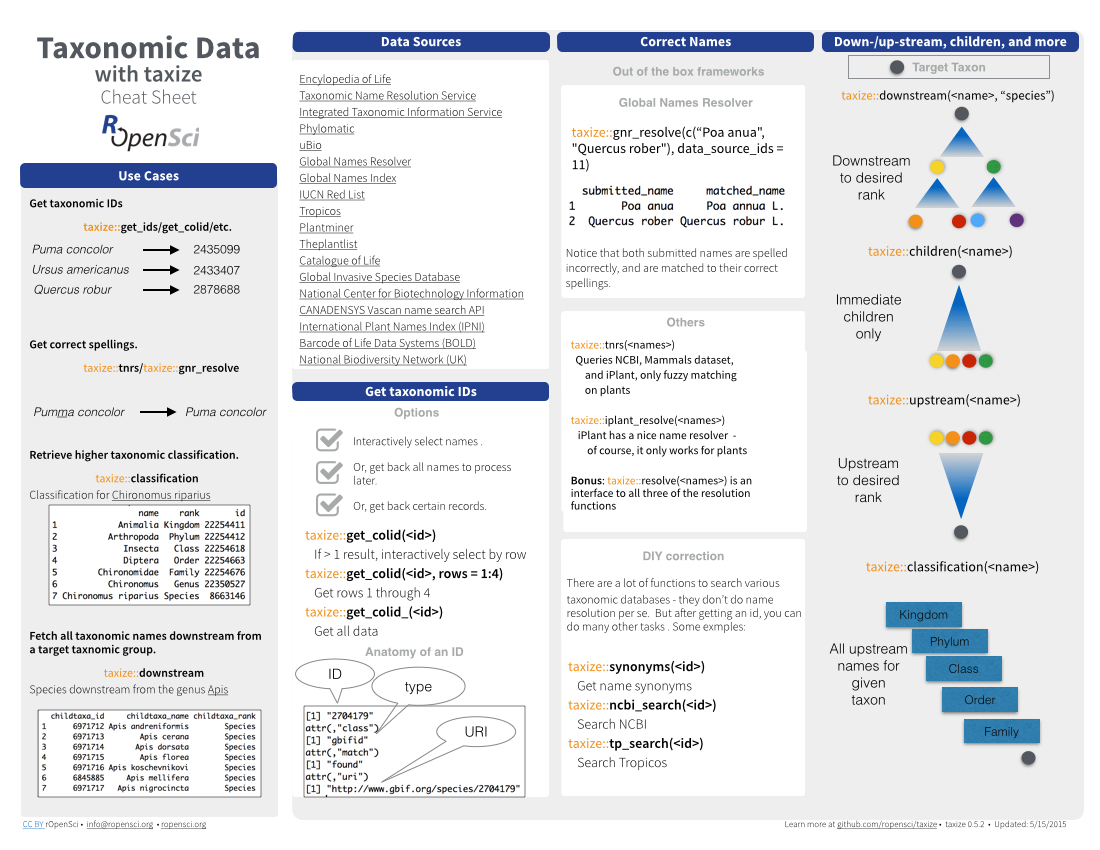 Taxonomic Data
with taxize
Cheat Sheet
ROpenSci
Use Cases
Get taxonomic IDs
taxize::get_ids/get_colid/etc.
Puma concolor 2435099
Ursus americanus 2433407
Quercus robur 2878688
Get correct spellings.
taxize::tnrs/taxize::gnr_resolve
Pumma concolor Puma concolor
Retrieve higher taxonomic classification.
taxize::classification
Classification for Chironomus riparius
name rank id
1 Animalia Kingdom 22254411
2 Arthropoda Phylum 22254412
3 Insecta Class 22254618
4 Diptera Order 22254663
5 Chironomidae Family 22254676
6 Chironomus Genus 22350527
7 Chironomus riparius Species 8663146
Fetch all taxonomic names downstream from
a target taxnomic group.
taxize::downstream
Species downstream from the genus Apis
childtaxa_id childtaxa_name childtaxa_rank
1 6971712 Apis andreniformis Species
2 6971713 Apis cerana Species
3 6971714 Apis dorsata Species
4 6971715 Apis florea Species
5 6971716 Apis koschevnikovi Species
6 6845885 Apis mellifera Species
7 6971717 Apis nigrocincta Species
Data Sources
Encylopedia of Life
Taxonomic Name Resolution Service
Integrated Taxonomic Information Service
Phylomatic
uBio
Global Names Resolver
Global Names Index
IUCN Red List
Tropicos
Plantminer
Theplantlist
Catalogue of Life
Global Invasive Species Database
National Center for Biotechnology Information
CANADENSYS Vascan name search API
International Plant Names Index (IPNI)
Barcode of Life Data Systems (BOLD)
National Biodiversity Network (UK)
Get taxonomic IDs
Options
Interactively select names .
Or, get back all names to process
later.
Or, get back certain records.
taxize::get_colid(<id>)
If > 1 result, interactively select by row
taxize::get_colid(<id>, rows = 1:4)
Get rows 1 through 4
taxize::get_colid_(<id>)
Get all data
Anatomy of an ID
ID
type
URI
[1] "2704179"
attr(,"class")
[1] "gbifid"
attr(,"match")
[1] "found"
attr(,"uri")
[1] "http://www.gbif.org/species/2704179"
Correct Names
Out of the box frameworks
Global Names Resolver
taxize::gnr_resolve(c("Poa anua",
"Quercus rober"), data_source_ids =
11)
submitted_name matched_name
1 Poa anua Poa annua L.
2 Quercus rober Quercus robur L.
Notice that both submitted names are spelled
incorrectly, and are matched to their correct
spellings.
Others
taxize::tnrs(<names>)
Queries NCBI, Mammals dataset,
and iPlant, only fuzzy matching
on plants
taxize::iplant_resolve(<names>)
iPlant has a nice name resolver -
of course, it only works for plants
Bonus: taxize::resolve(<names>) is an
interface to all three of the resolution
functions
DIY correction
There are a lot of functions to search various
taxonomic databases - they don't do name
resolution per se. But after getting an id, you can
do many other tasks . Some exmples:
taxize::synonyms(<id>)
Get name synonyms
taxize::ncbi_search(<id>)
Search NCBI
taxize::tp_search(<id>)
Search Tropicos
Down-/up-stream, children, and more
Target Taxon
taxize::downstream(<name>, "species")
Downstream
to desired
rank
taxize::children(<name>)
Immediate
children
only
taxize::upstream(<name>)
Upstream
to desired
rank
taxize::classification(<name>)
All upstream
names for
given
taxon
Kingdom
Phylum
Class
Order
Family
CC BY rOpenSci • info@ropensci.org • ropensci.org
Learn more at github.com/ropensci/taxize • taxize 0.5.2 • Updated: 5/15/2015